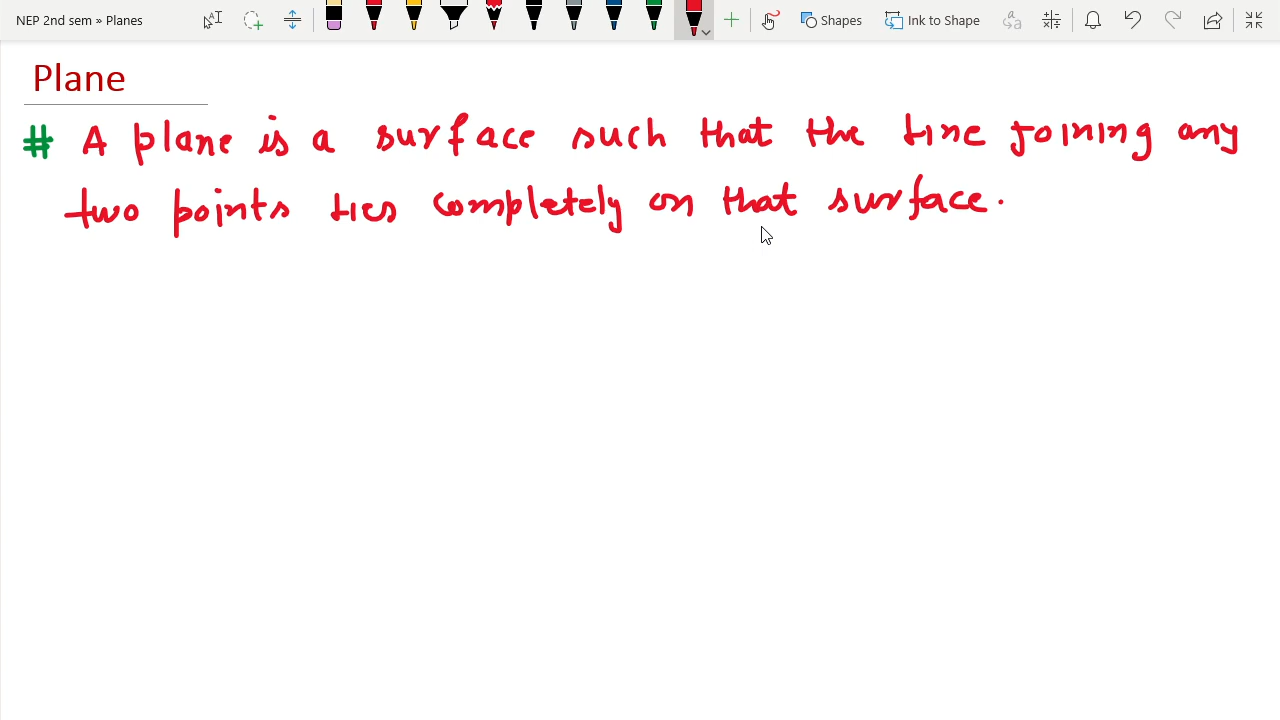 NEP 2nd sem » Planes
Shapes
Ink to Shape
Plane
# A plane is a surface such that the line joining any
two points lies completely on that surface.